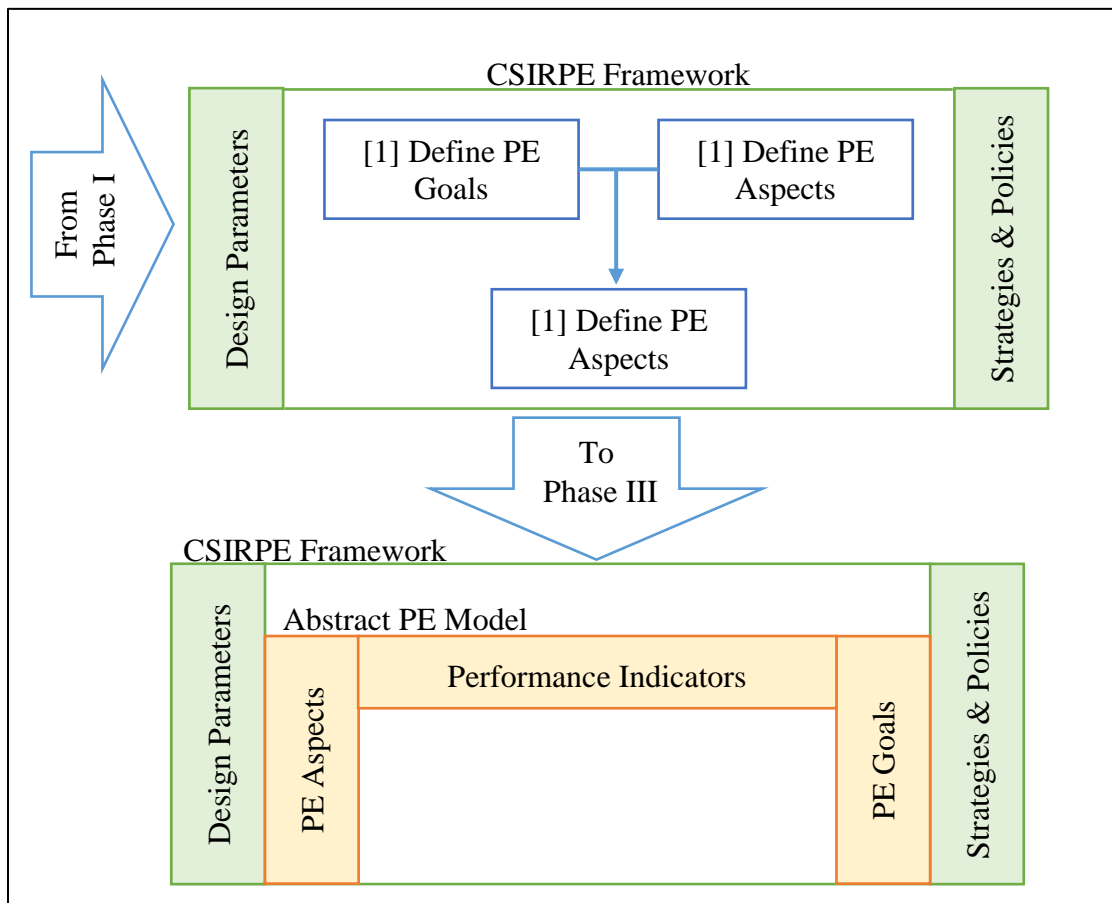 CSIRPE Framework
From
Phase I
Design Parameters
[1] Define PE
Goals
[1] Define PE
Aspects
[1] Define PE
Aspects
Strategies & Policies
To
Phase III
CSIRPE Framework
Design Parameters
Abstract PE Model
PE Aspects
Performance Indicators
PE Goals
Strategies & Policies